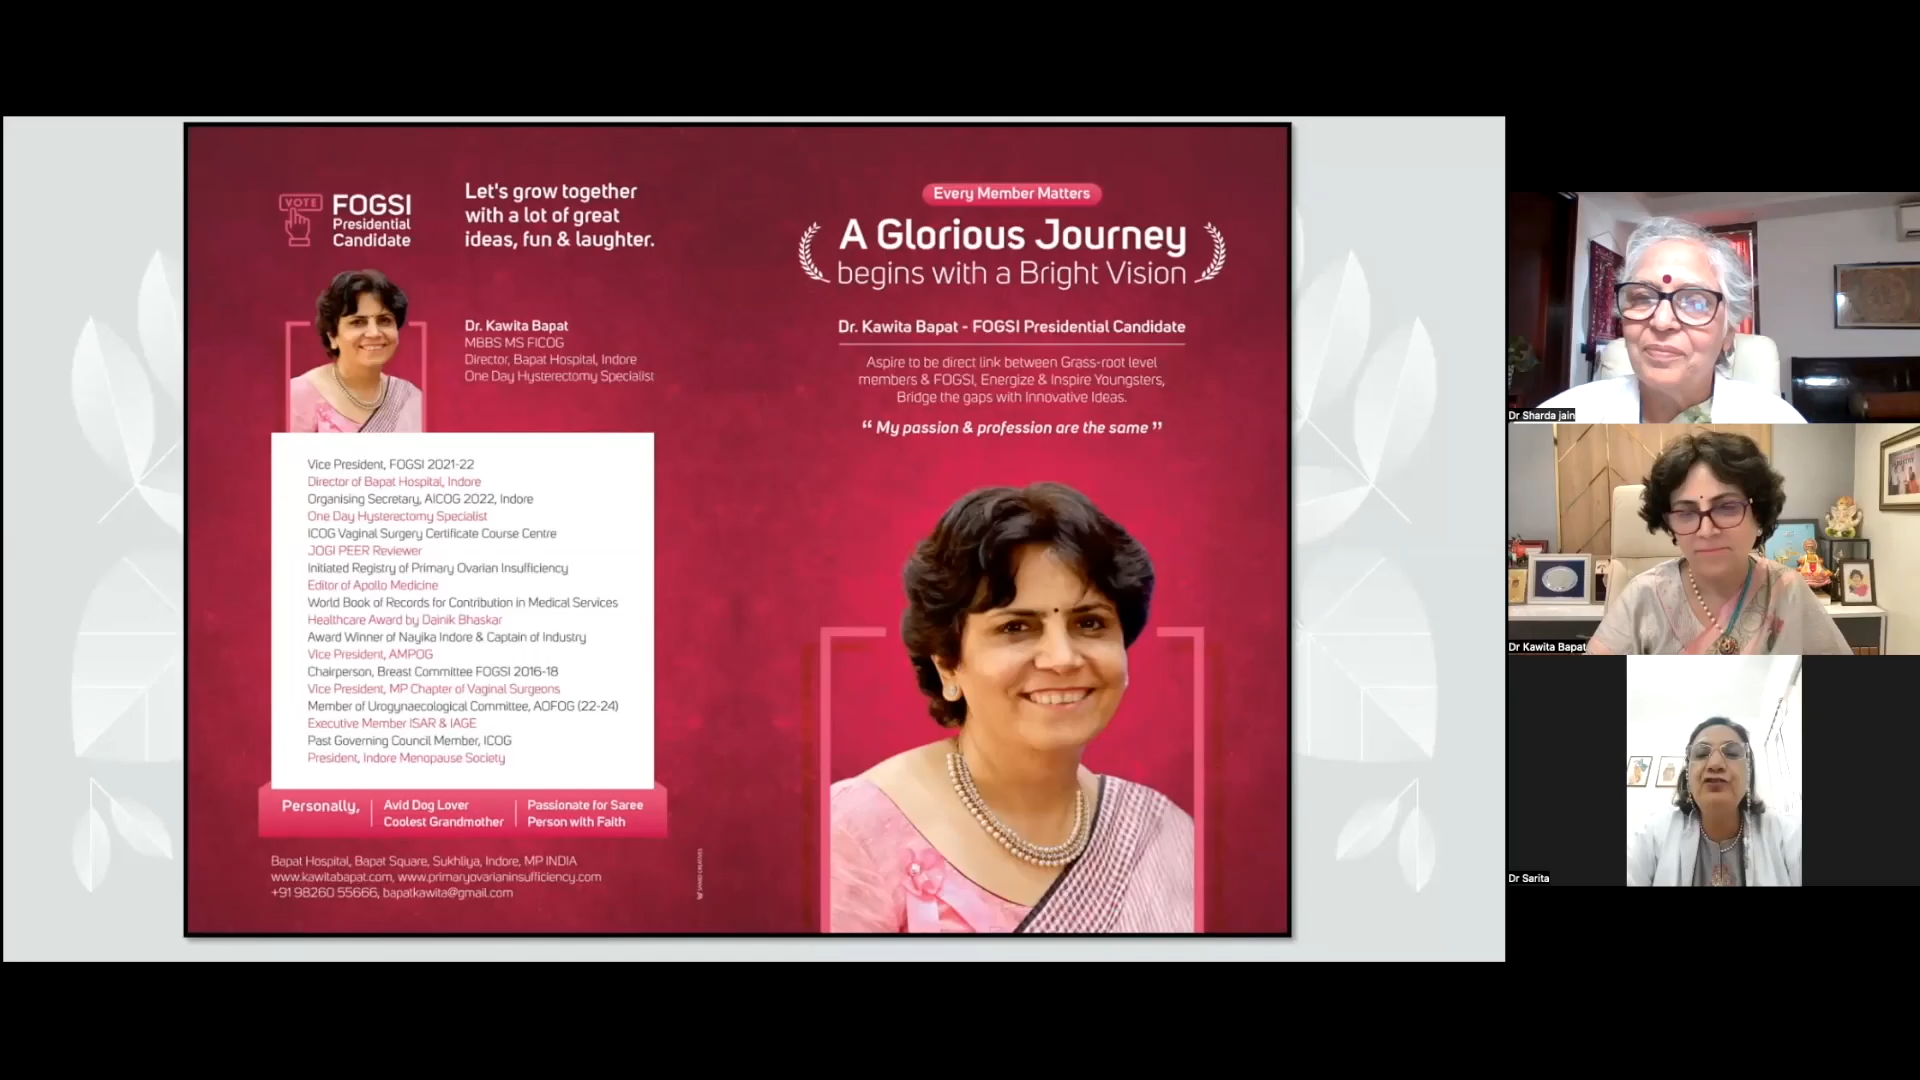 VOTE
FOGSI
Presidential
Candidate
Let's grow together
with a lot of great
ideas, fun & laughter.
Dr. Kawita Bapat
MBBS MS FICOG
Director, Bapat Hospital, Indore
One Day Hysterectomy Specialist
Vice President, FOGSI 2021-22
Director of Bapat Hospital, Indore
Organising Secretary, AICOG 2022, Indore
One Day Hysterectomy Specialist
ICOG Vaginal Surgery Certificate Course Centre
JOGI PEER Reviewer
Initiated Registry of Primary Ovarian Insufficiency
Editor of Apollo Medicine
World Book of Records for Contribution in Medical Services
Healthcare Award by Dainik Bhaskar
Award Winner of Nayika Indore & Captain of Industry
Vice President, AMPOG
Chairperson, Breast Committee FOGSI 2016-18
Vice President, MP Chapter of Vaginal Surgeons
Member of Urogynaecological Committee, AOFOG (22-24)
Executive Member ISAR & IAGE
Past Governing Council Member, ICOG
President, Indore Menopause Society
Personally,
Avid Dog Lover
Coolest Grandmother
Passionate for Saree
Person with Faith
Bapat Hospital, Bapat Square, Sukhliya, Indore, MP INDIA
www.kawitabapat.com, www.primaryovarianinsufficiency.com
+91 98260 55666, bapatkawita@gmail.com
Every Member Matters
A Glorious Journey
begins with a Bright Vision
Dr. Kawita Bapat - FOGSI Presidential Candidate
Aspire to be direct link between Grass-root level
members & FOGSI, Energize & Inspire Youngsters,
Bridge the gaps with Innovative Ideas.
“ My passion & profession are the same ”
Dr Sharda jain
Dr Kawita Bapat
Dr Sarita